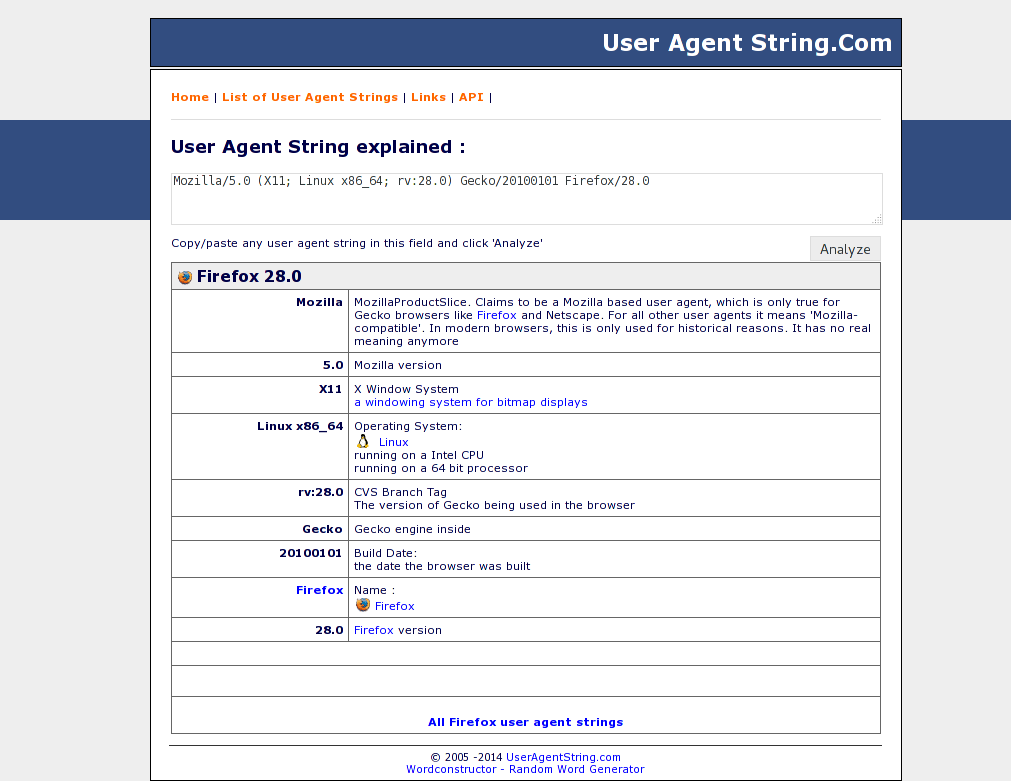 User Agent String.Com
Home | List of User Agent Strings | Links | API |
User Agent String explained :
Mozilla/5.0 (X11; Linux x86_64; rv:28.0) Gecko/20100101 Firefox/28.0
Copy/paste any user agent string in this field and click 'Analyze'
Analyze
Firefox 28.0
Mozilla MozillaProductSlice. Claims to be a Mozilla based user agent, which is only true for
Gecko browsers like Firefox and Netscape. For all other user agents it means 'Mozilla-
compatible'. In modern browsers, this is only used for historical reasons. It has no real
meaning anymore
5.0 Mozilla version
X11 X Window System
a windowing system for bitmap displays
Linux x86_64 Operating System:
Linux
running on a Intel CPU
running on a 64 bit processor
rv:28.0 CVS Branch Tag
The version of Gecko being used in the browser
Gecko Gecko engine inside
20100101 Build Date:
the date the browser was built
Firefox Name :
Firefox
28.0 Firefox version
All Firefox user agent strings
© 2005 -2014 UserAgentString.com
Wordconstructor - Random Word Generator